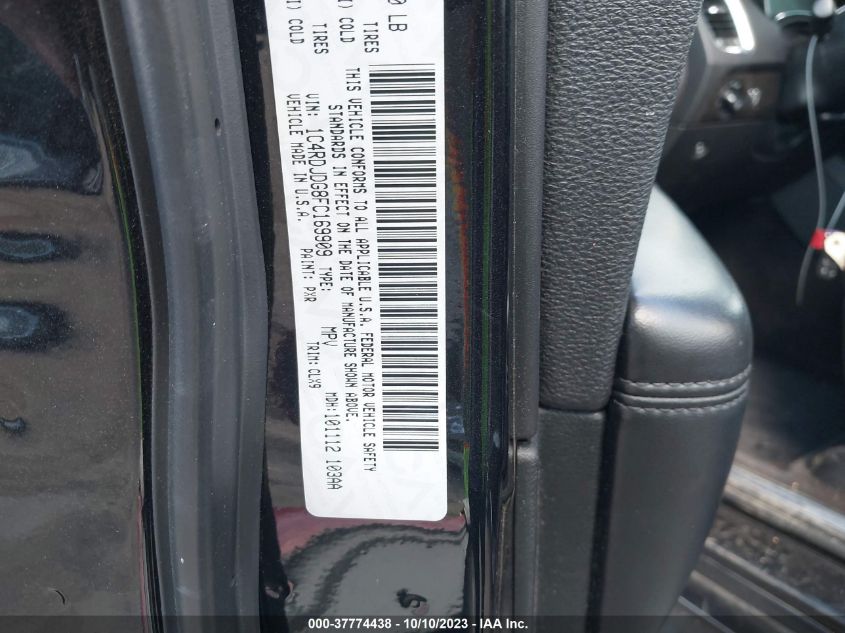 0 LB
TIRES
I) COLD
TIRES
I) COLD
THIS VEHICLE CONFORMS TO ALL APPLICABLE U.S.A. FEDERAL MOTOR VEHICLE SAFETY
STANDARDS IN EFFECT ON THE DATE OF MANUFACTURE SHOWN ABOVE.
VIN: 1C4RDJDG8FC169909 TYPE: MPV MDH:101112 103AA
VEHICLE MADE IN U.S.A. PAINT: PXR TRIM:CLX9
000-37774438 - 10/10/2023 - IAA Inc.